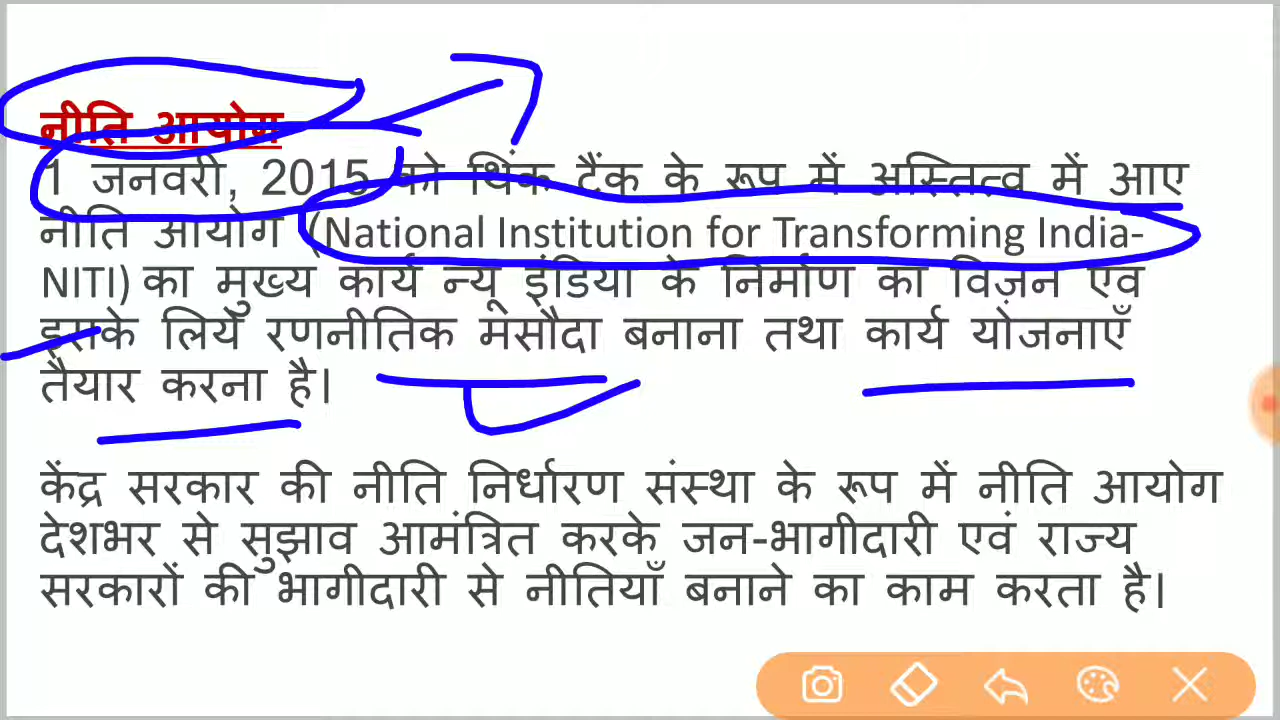 नीति आयोग
1 जनवरी, 2015 को थिंक टैंक के रूप में अस्तित्व में आए
नीति आयोग (National Institution for Transforming India-
NITI) का मुख्य कार्य न्यू इंडिया के निर्माण का विज़न एवं
इसके लिये रणनीतिक मसौदा बनाना तथा कार्य योजनाएँ
तैयार करना है।
केंद्र सरकार की नीति निर्धारण संस्था के रूप में नीति आयोग
देशभर से सुझाव आमंत्रित करके जन-भागीदारी एवं राज्य
सरकारों की भागीदारी से नीतियाँ बनाने का काम करता है।